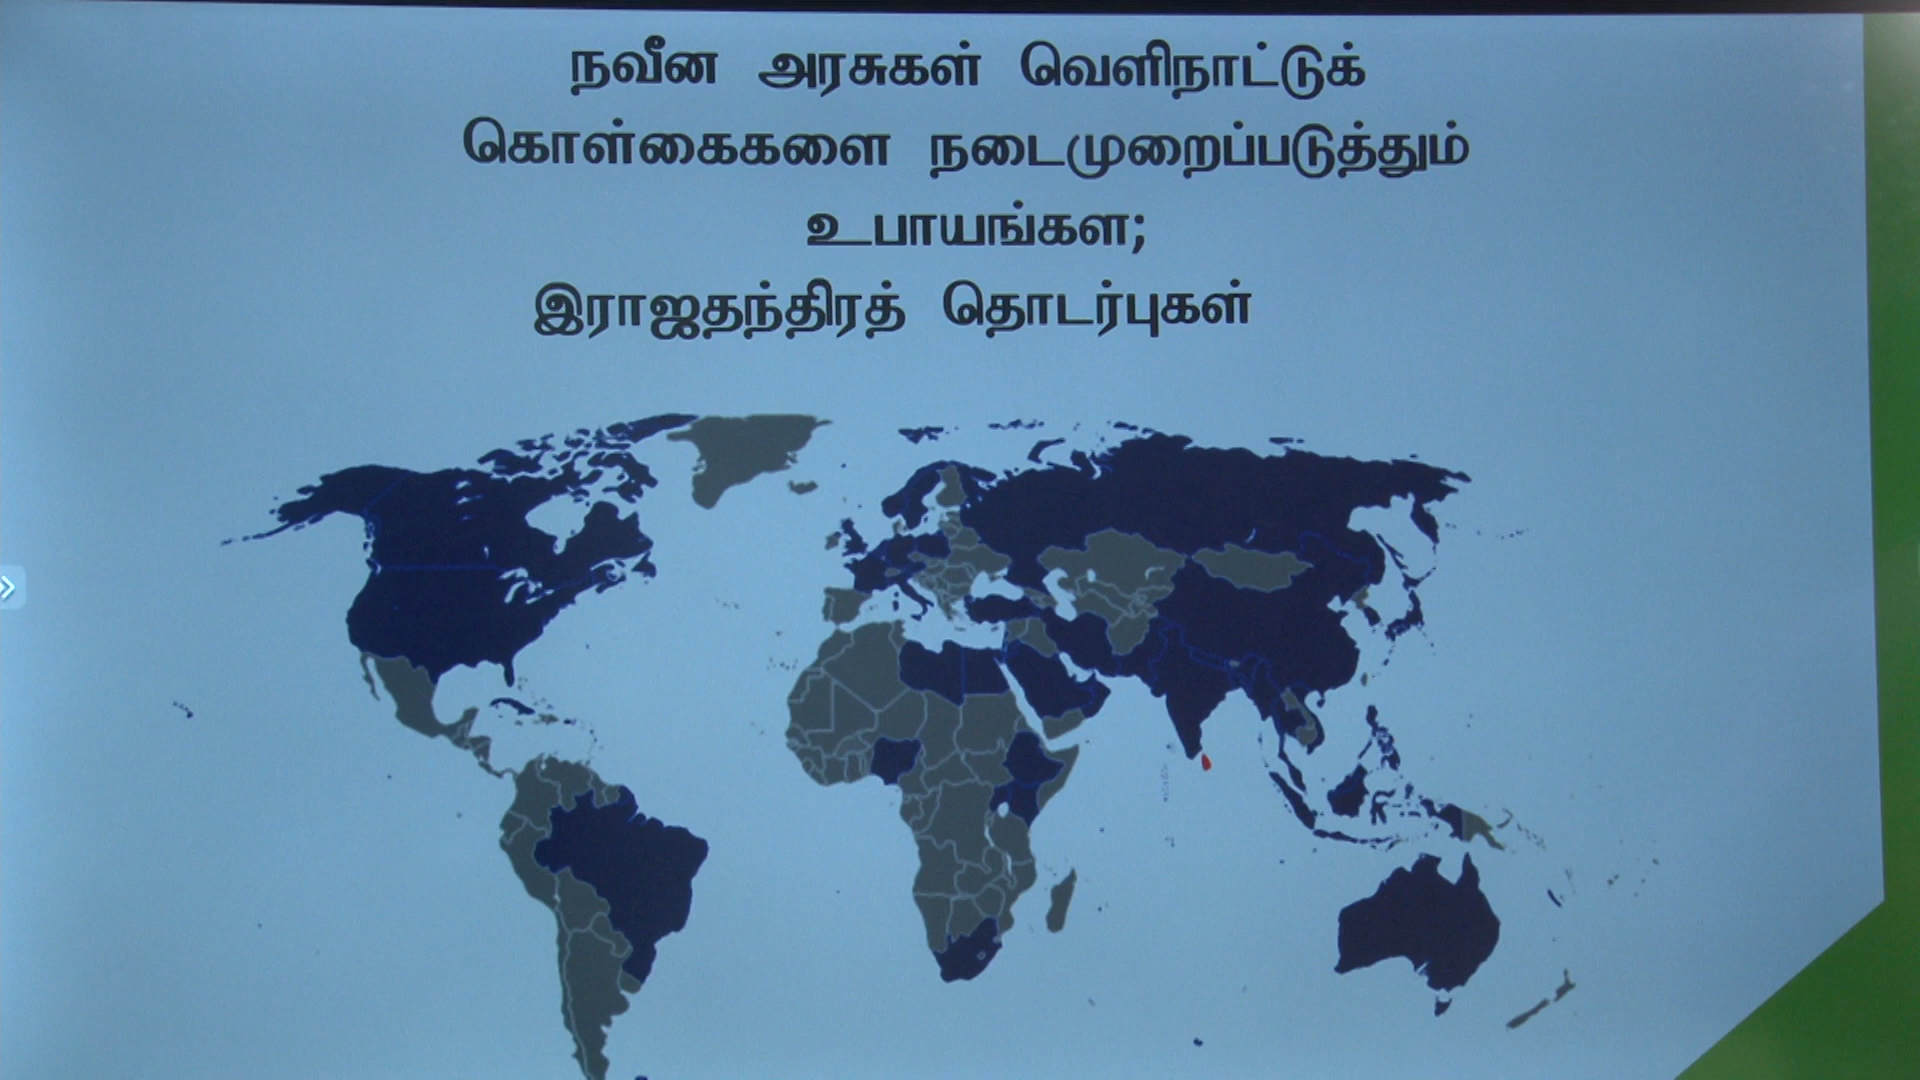 நவீன அரசுகள் வெளிநாட்டுக்
கொள்கைகளை நடைமுறைப்படுத்தும்
உபாயங்கள;
இராஜதந்திரத் தொடர்புகள்